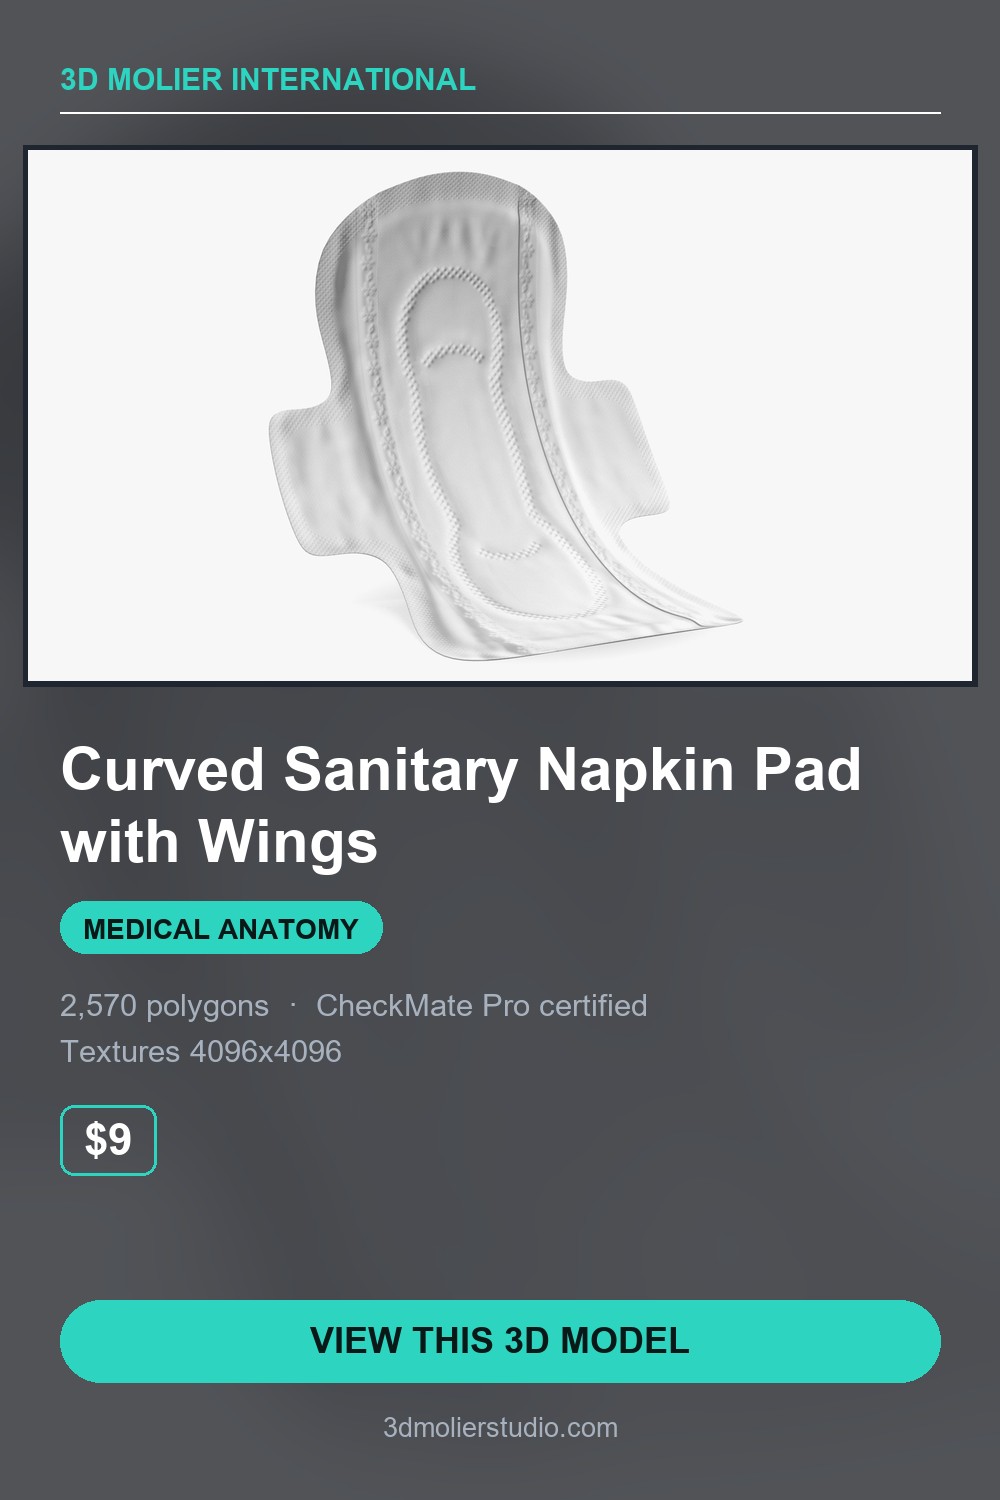 3D MOLIER INTERNATIONAL
Curved Sanitary Napkin Pad
with Wings
MEDICAL ANATOMY
2,570 polygons · CheckMate Pro certified
Textures 4096x4096
$9
VIEW THIS 3D MODEL
3dmolierstudio.com